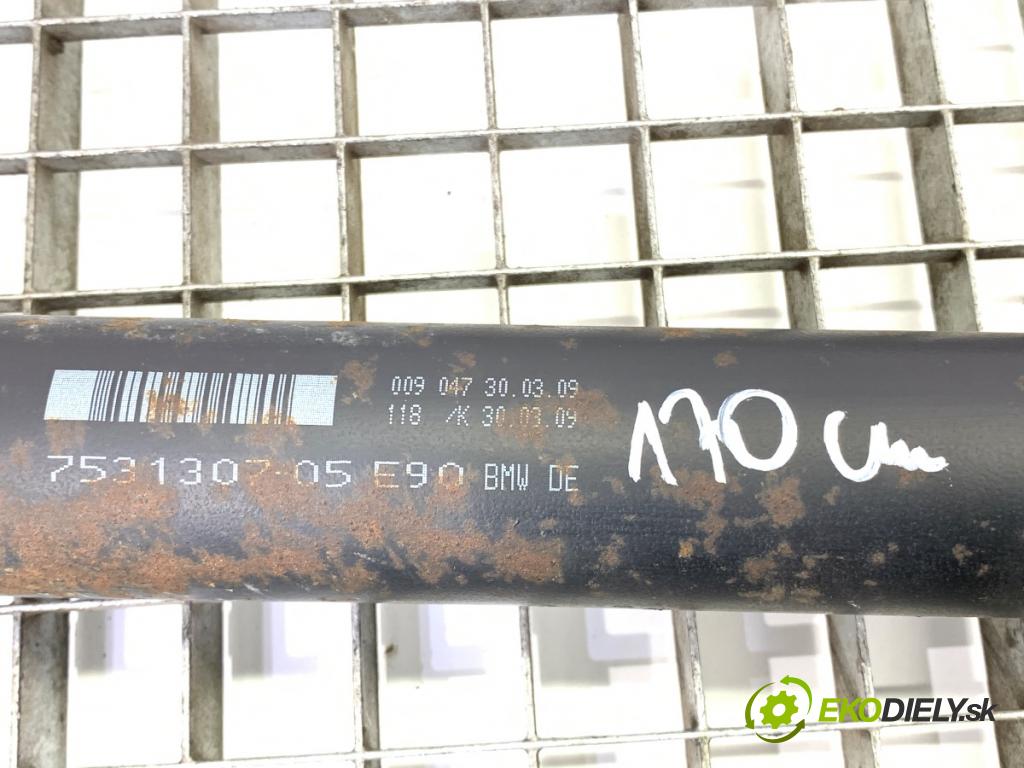 009 047 30.03.09
118 /K 30.03.09
7531307 05 E90 BMW DE
170 cm
EKODIELY.sk